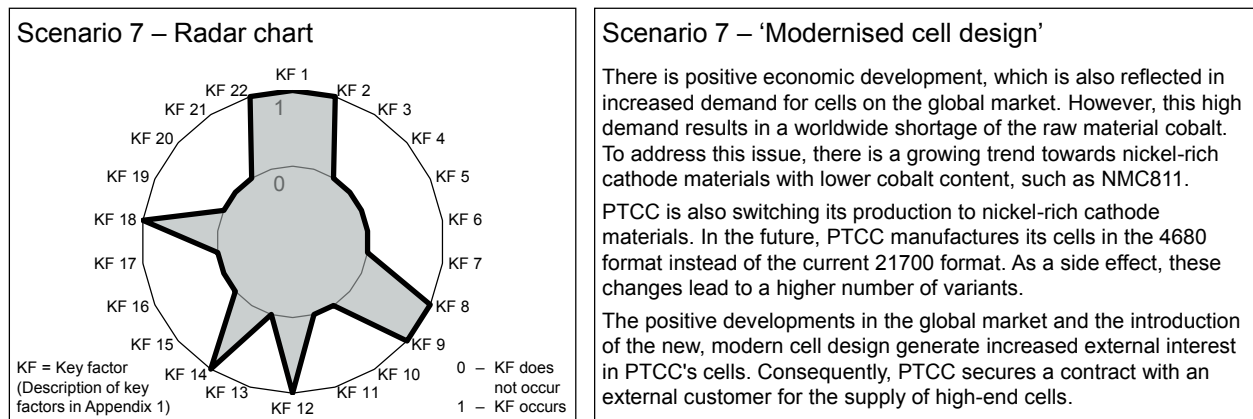 Scenario 7 – Radar chart
KF 1
KF 2
KF 3
KF 4
KF 5
KF 6
KF 7
KF 8
KF 9
KF 10
KF 11
KF 12
KF 13
KF 14
KF 15
KF 16
KF 17
KF 18
KF 19
KF 20
KF 21
KF 22
1
0
KF = Key factor
(Description of key
factors in Appendix 1)
0 – KF does
not occur
1 – KF occurs
Scenario 7 – ‘Modernised cell design’
There is positive economic development, which is also reflected in
increased demand for cells on the global market. However, this high
demand results in a worldwide shortage of the raw material cobalt.
To address this issue, there is a growing trend towards nickel-rich
cathode materials with lower cobalt content, such as NMC811.
PTCC is also switching its production to nickel-rich cathode
materials. In the future, PTCC manufactures its cells in the 4680
format instead of the current 21700 format. As a side effect, these
changes lead to a higher number of variants.
The positive developments in the global market and the introduction
of the new, modern cell design generate increased external interest
in PTCC's cells. Consequently, PTCC secures a contract with an
external customer for the supply of high-end cells.